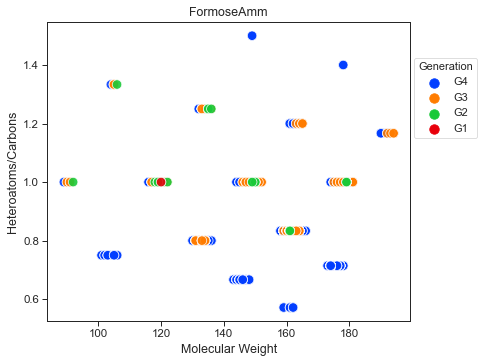 FormoseAmm
Heteroatoms/Carbons
1.4
1.2
1.0
0.8
0.6
100
120
140
160
180
Molecular Weight
Generation
G4
G3
G2
G1